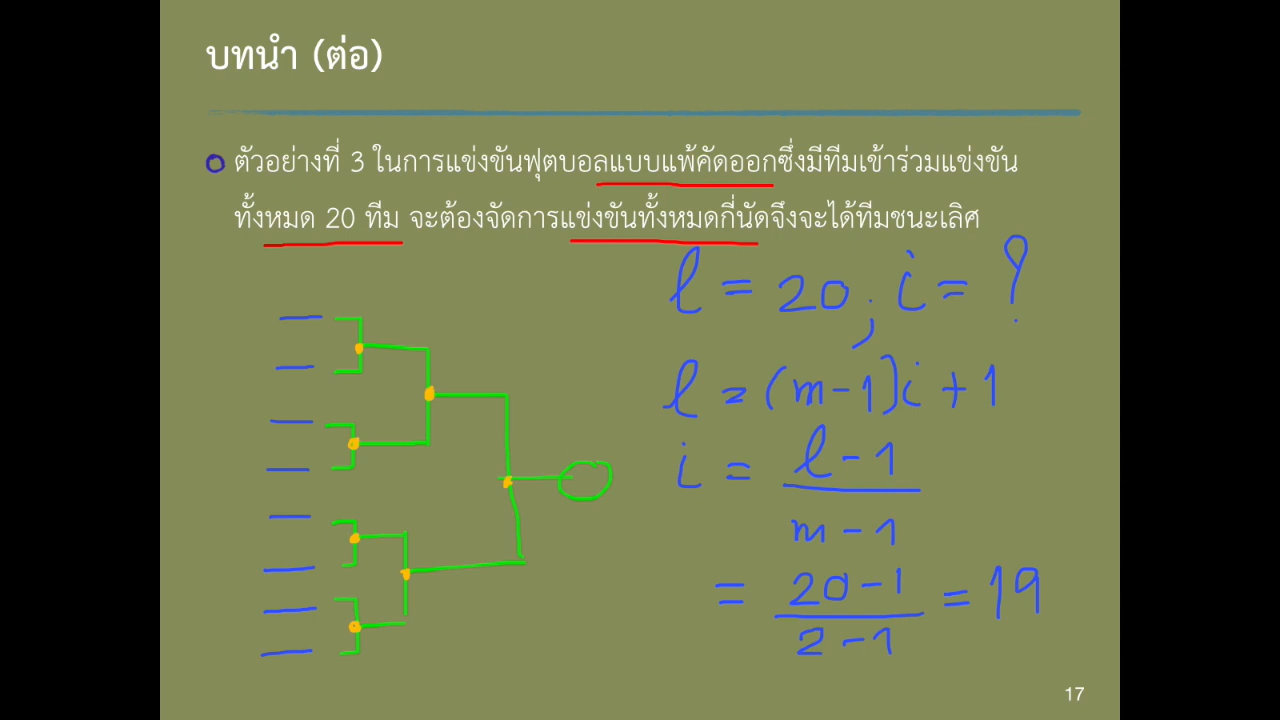 บทนำ (ต่อ)
ตัวอย่างที่ 3 ในการแข่งขันฟุตบอลแบบแพ้คัดออกซึ่งมีทีมเข้าร่วมแข่งขัน
ทั้งหมด 20 ทีม จะต้องจัดการแข่งขันทั้งหมดกี่นัดจึงจะได้ทีมชนะเลิศ
l = 20, i = ?
l = (m-1)i + 1
i = l-1
m-1
= 20-1 = 19
2-1
17